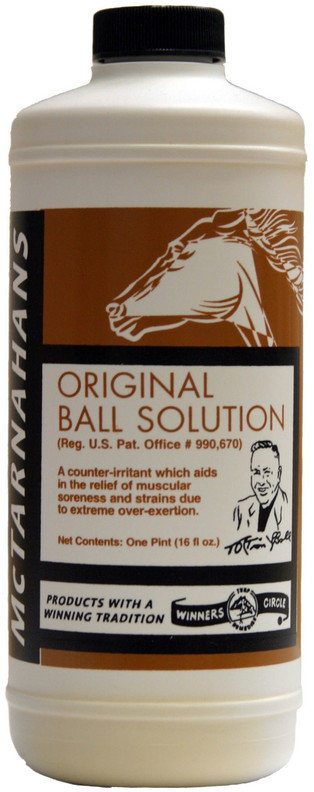 McTARNAHANS
ORIGINAL
BALL SOLUTION
(Reg. U.S. Pat. Office # 990,670)
A counter-irritant which aids
in the relief of muscular
soreness and strains due
to extreme over-exertion.
Net Contents: One Pint (16 fl oz.)
PRODUCTS WITH A
WINNING TRADITION
WINNERS
CIRCLE